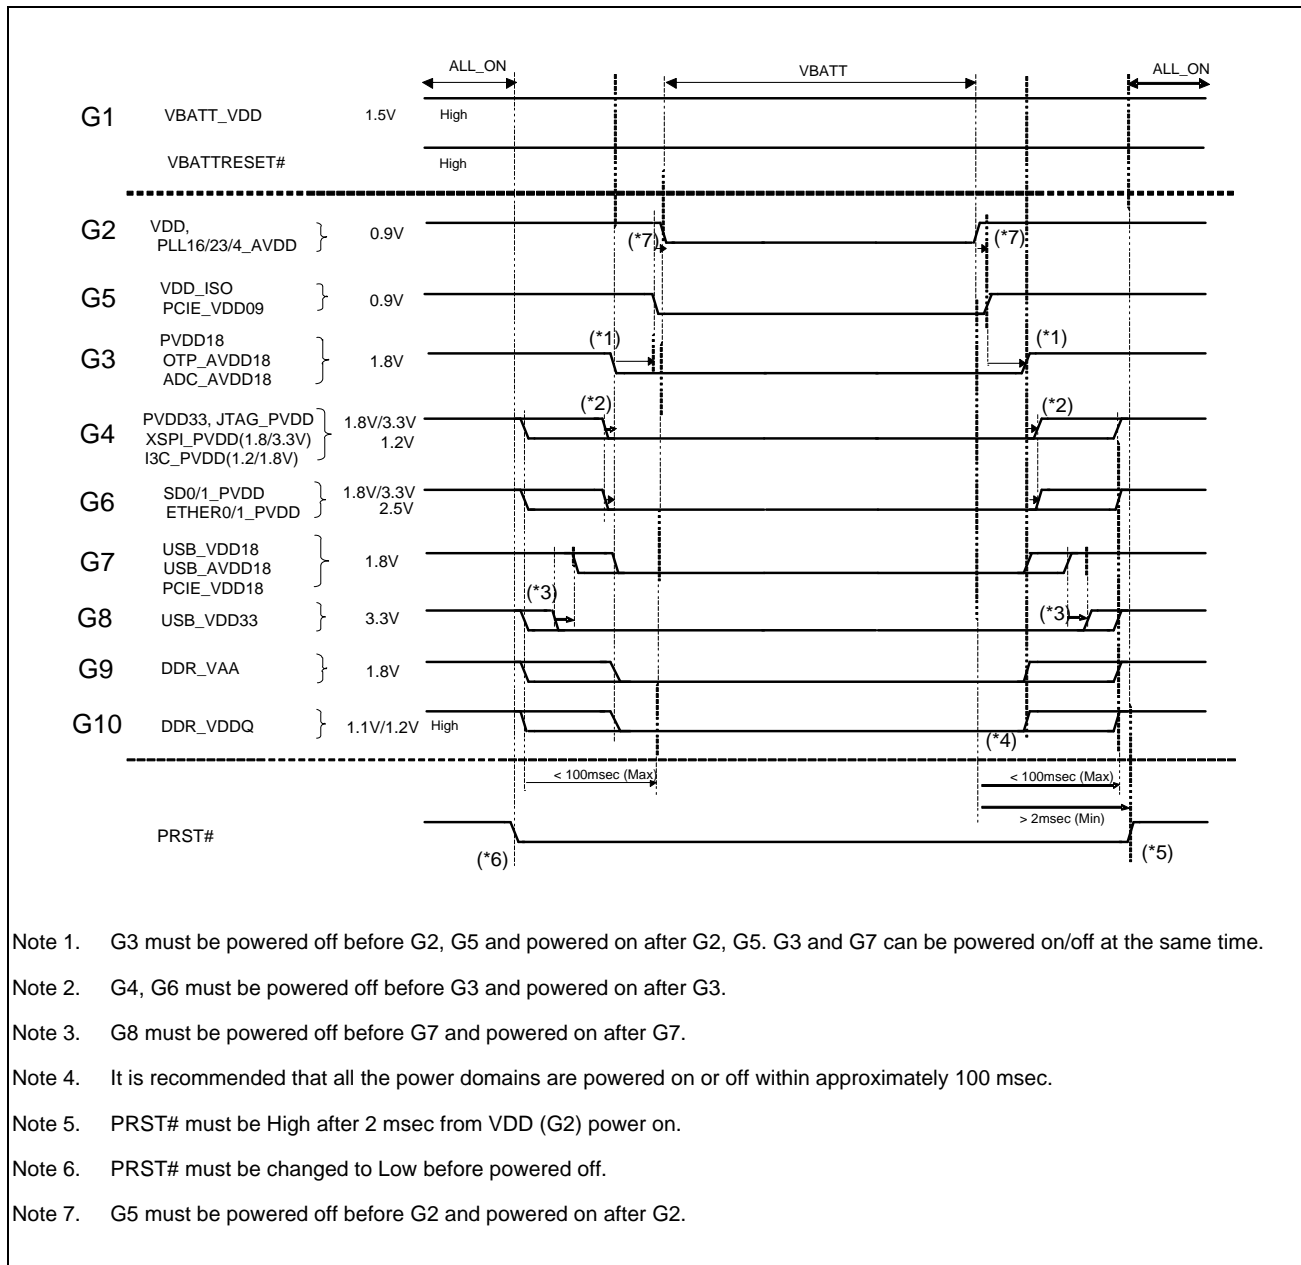 ALL_ON VBATT ALL_ON
G1 VBATT_VDD 1.5V High
VBATTRESET# High
G2 VDD, PLL16/23/4_AVDD } 0.9V (*7) (*7)
G5 VDD_ISO PCIE_VDD09 } 0.9V
G3 PVDD18 OTP_AVDD18 ADC_AVDD18 } 1.8V (*1) (*1)
G4 PVDD33, JTAG_PVDD XSPI_PVDD(1.8/3.3V) I3C_PVDD(1.2/1.8V) } 1.8V/3.3V 1.2V (*2) (*2)
G6 SD0/1_PVDD ETHER0/1_PVDD } 1.8V/3.3V 2.5V
G7 USB_VDD18 USB_AVDD18 PCIE_VDD18 } 1.8V
(*3) (*3)
G8 USB_VDD33 } 3.3V
G9 DDR_VAA } 1.8V
G10 DDR_VDDQ } 1.1V/1.2V High (*4)
< 100msec (Max) < 100msec (Max)
> 2msec (Min)
PRST# (*6) (*5)
Note 1. G3 must be powered off before G2, G5 and powered on after G2, G5. G3 and G7 can be powered on/off at the same time.
Note 2. G4, G6 must be powered off before G3 and powered on after G3.
Note 3. G8 must be powered off before G7 and powered on after G7.
Note 4. It is recommended that all the power domains are powered on or off within approximately 100 msec.
Note 5. PRST# must be High after 2 msec from VDD (G2) power on.
Note 6. PRST# must be changed to Low before powered off.
Note 7. G5 must be powered off before G2 and powered on after G2.